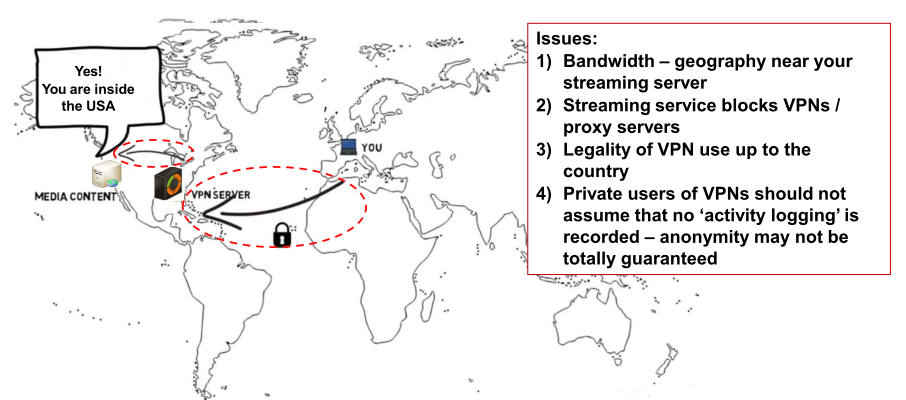 Yes!
You are inside
the USA
YOU
MEDIA CONTENT
VPN SERVER
Issues:
1) Bandwidth – geography near your
streaming server
2) Streaming service blocks VPNs /
proxy servers
3) Legality of VPN use up to the
country
4) Private users of VPNs should not
assume that no ‘activity logging’ is
recorded – anonymity may not be
totally guaranteed